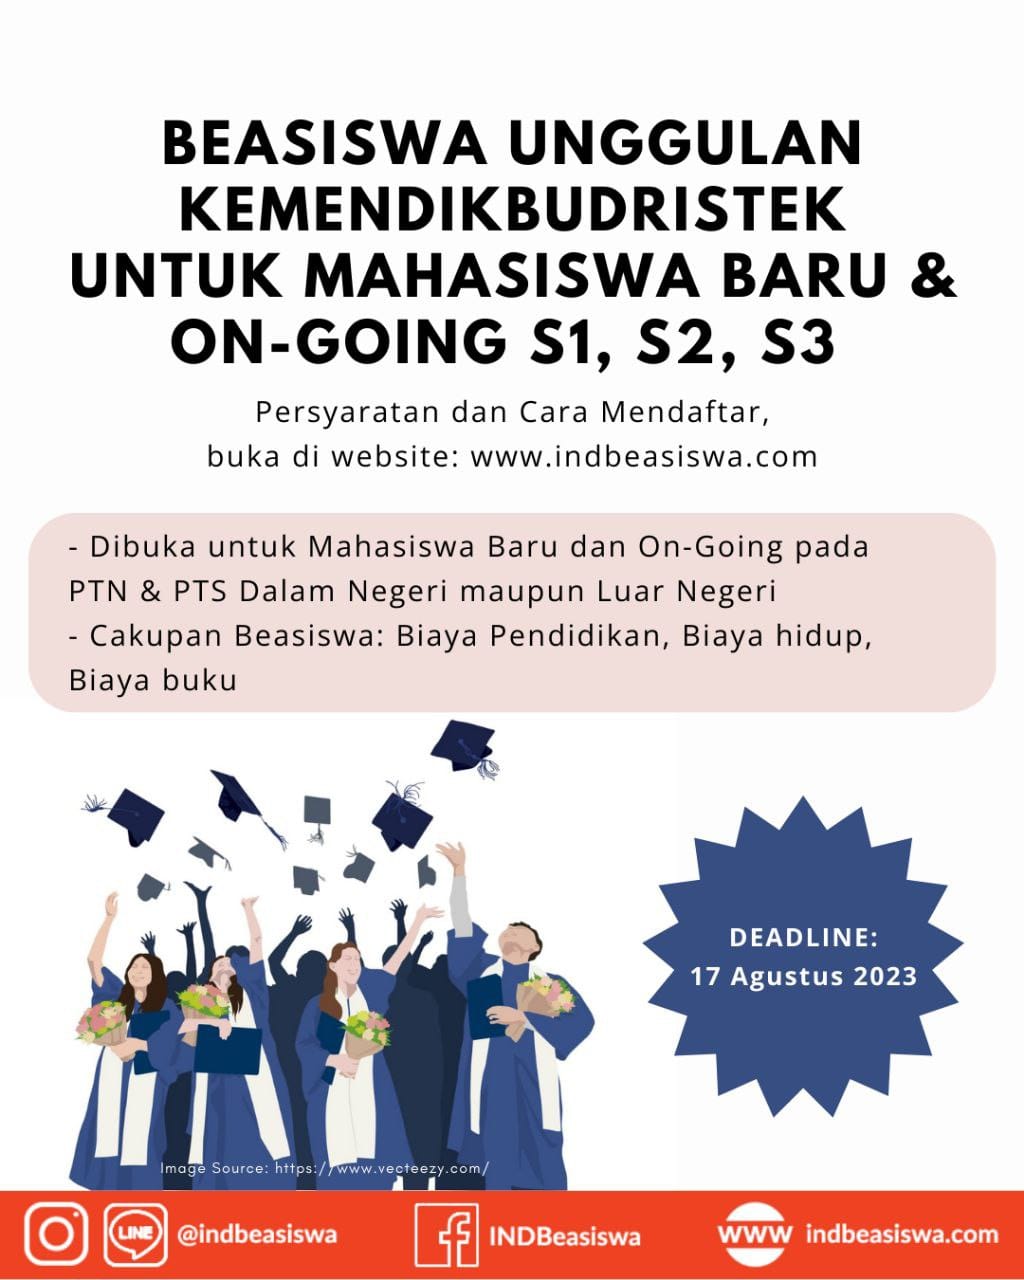 BEASISWA UNGGULAN
KEMENDIKBUDRISTEK
UNTUK MAHASISWA BARU &
ON-GOING S1, S2, S3
Persyaratan dan Cara Mendaftar,
buka di website: www.indbeasiswa.com
- Dibuka untuk Mahasiswa Baru dan On-Going pada
PTN & PTS Dalam Negeri maupun Luar Negeri
- Cakupan Beasiswa: Biaya Pendidikan, Biaya hidup,
Biaya buku
DEADLINE:
17 Agustus 2023
Image Source: https://www.vecteezy.com/
LINE @indbeasiswa INDBeasiswa www indbeasiswa.com